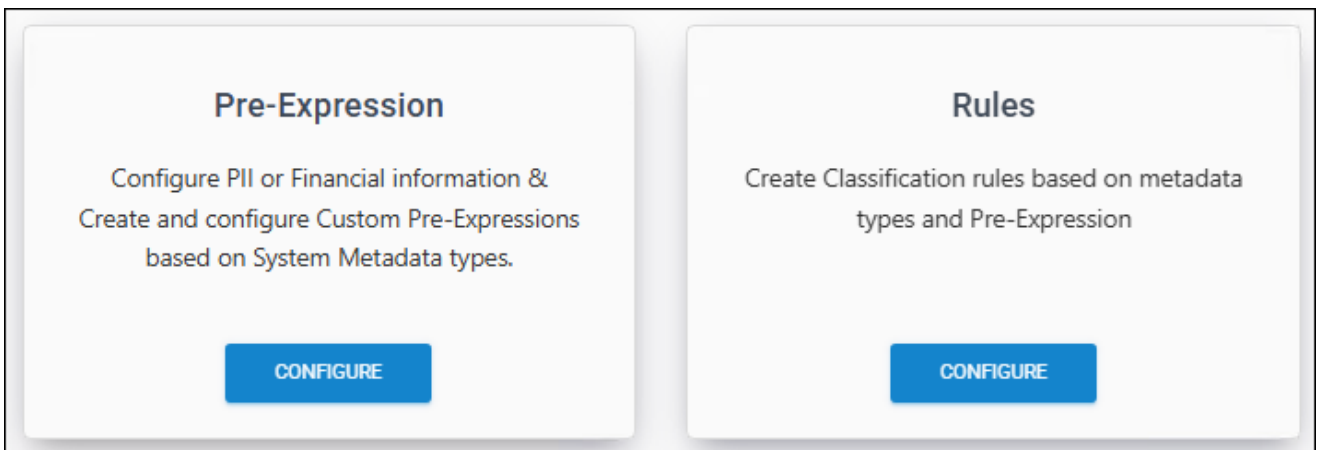 Pre-Expression
Configure PII or Financial information &
Create and configure Custom Pre-Expressions
based on System Metadata types.
CONFIGURE
Rules
Create Classification rules based on metadata
types and Pre-Expression
CONFIGURE